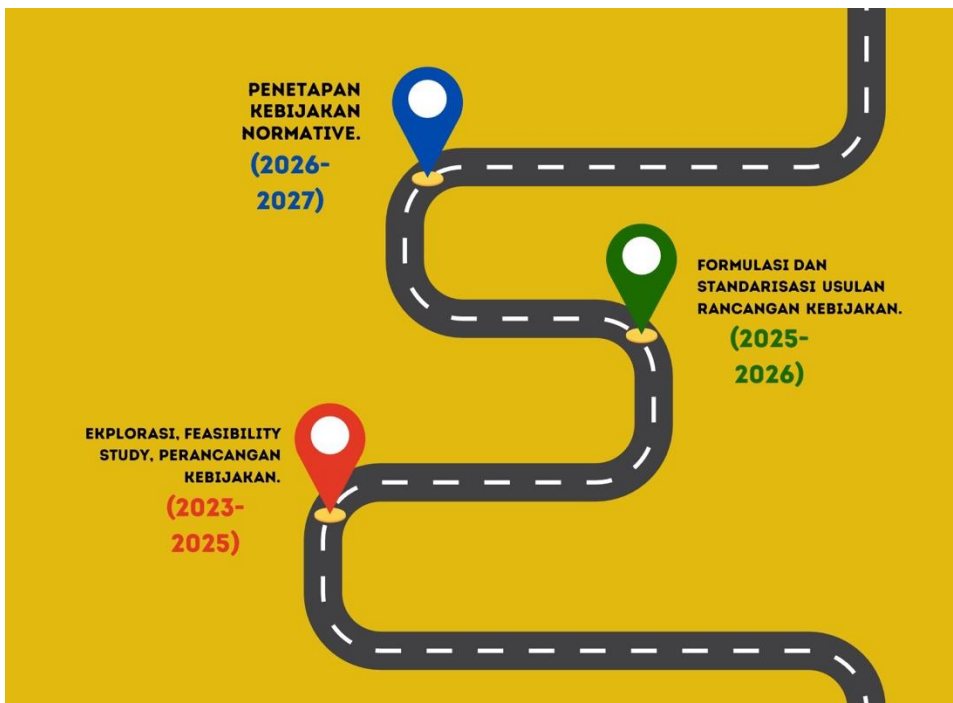 PENETAPAN
KEBIJAKAN
NORMATIVE.
(2026-
2027)
FORMULASI DAN
STANDARISASI USULAN
RANCANGAN KEBIJAKAN.
(2025-
2026)
EKPLORASI, FEASIBILITY
STUDY, PERANCANGAN
KEBIJAKAN.
(2023-
2025)